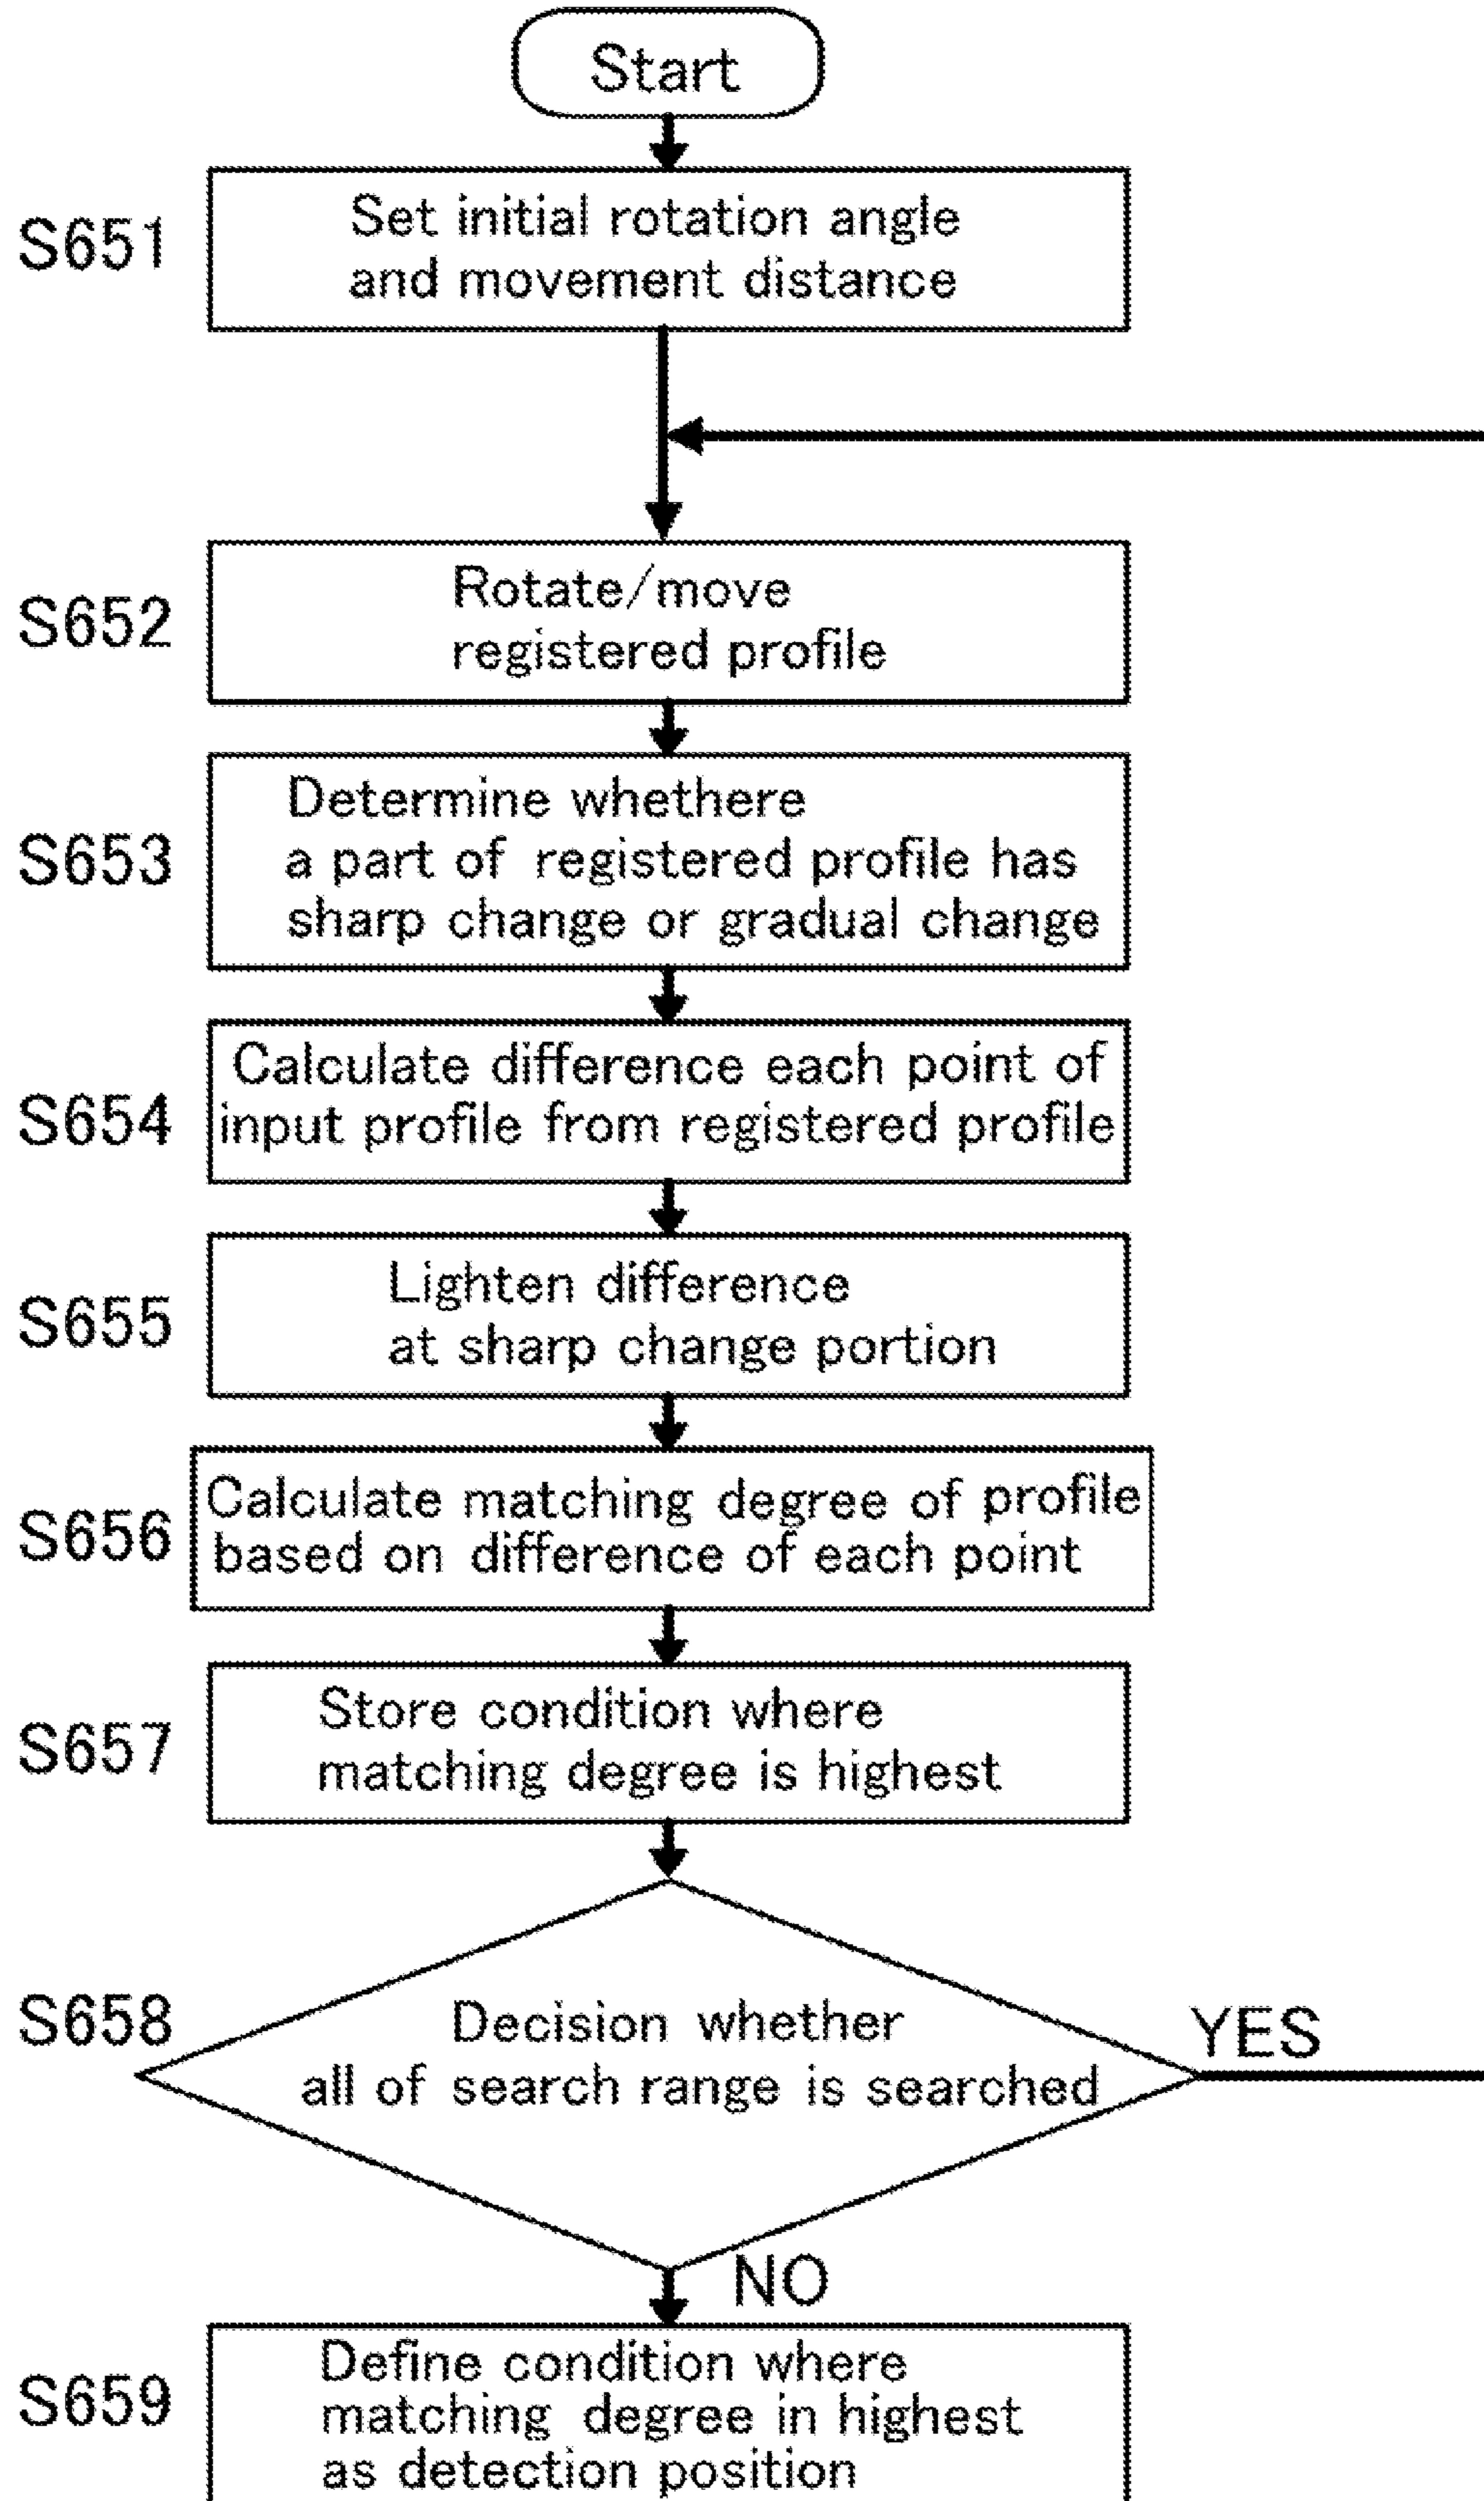 Start
S651
Set initial rotation angle
and movement distance
S652
Rotate/move
registered profile
S653
Determine whethere
a part of registered profile has
sharp change or gradual change
S654
Calculate difference each point of
input profile from registered profile
S655
Lighten difference
at sharp change portion
S656
Calculate matching degree of profile
based on difference of each point
S657
Store condition where
matching degree is highest
S658
Decision whether
all of search range is searched
YES
NO
S659
Define condition where
matching degree in highest
as detection position